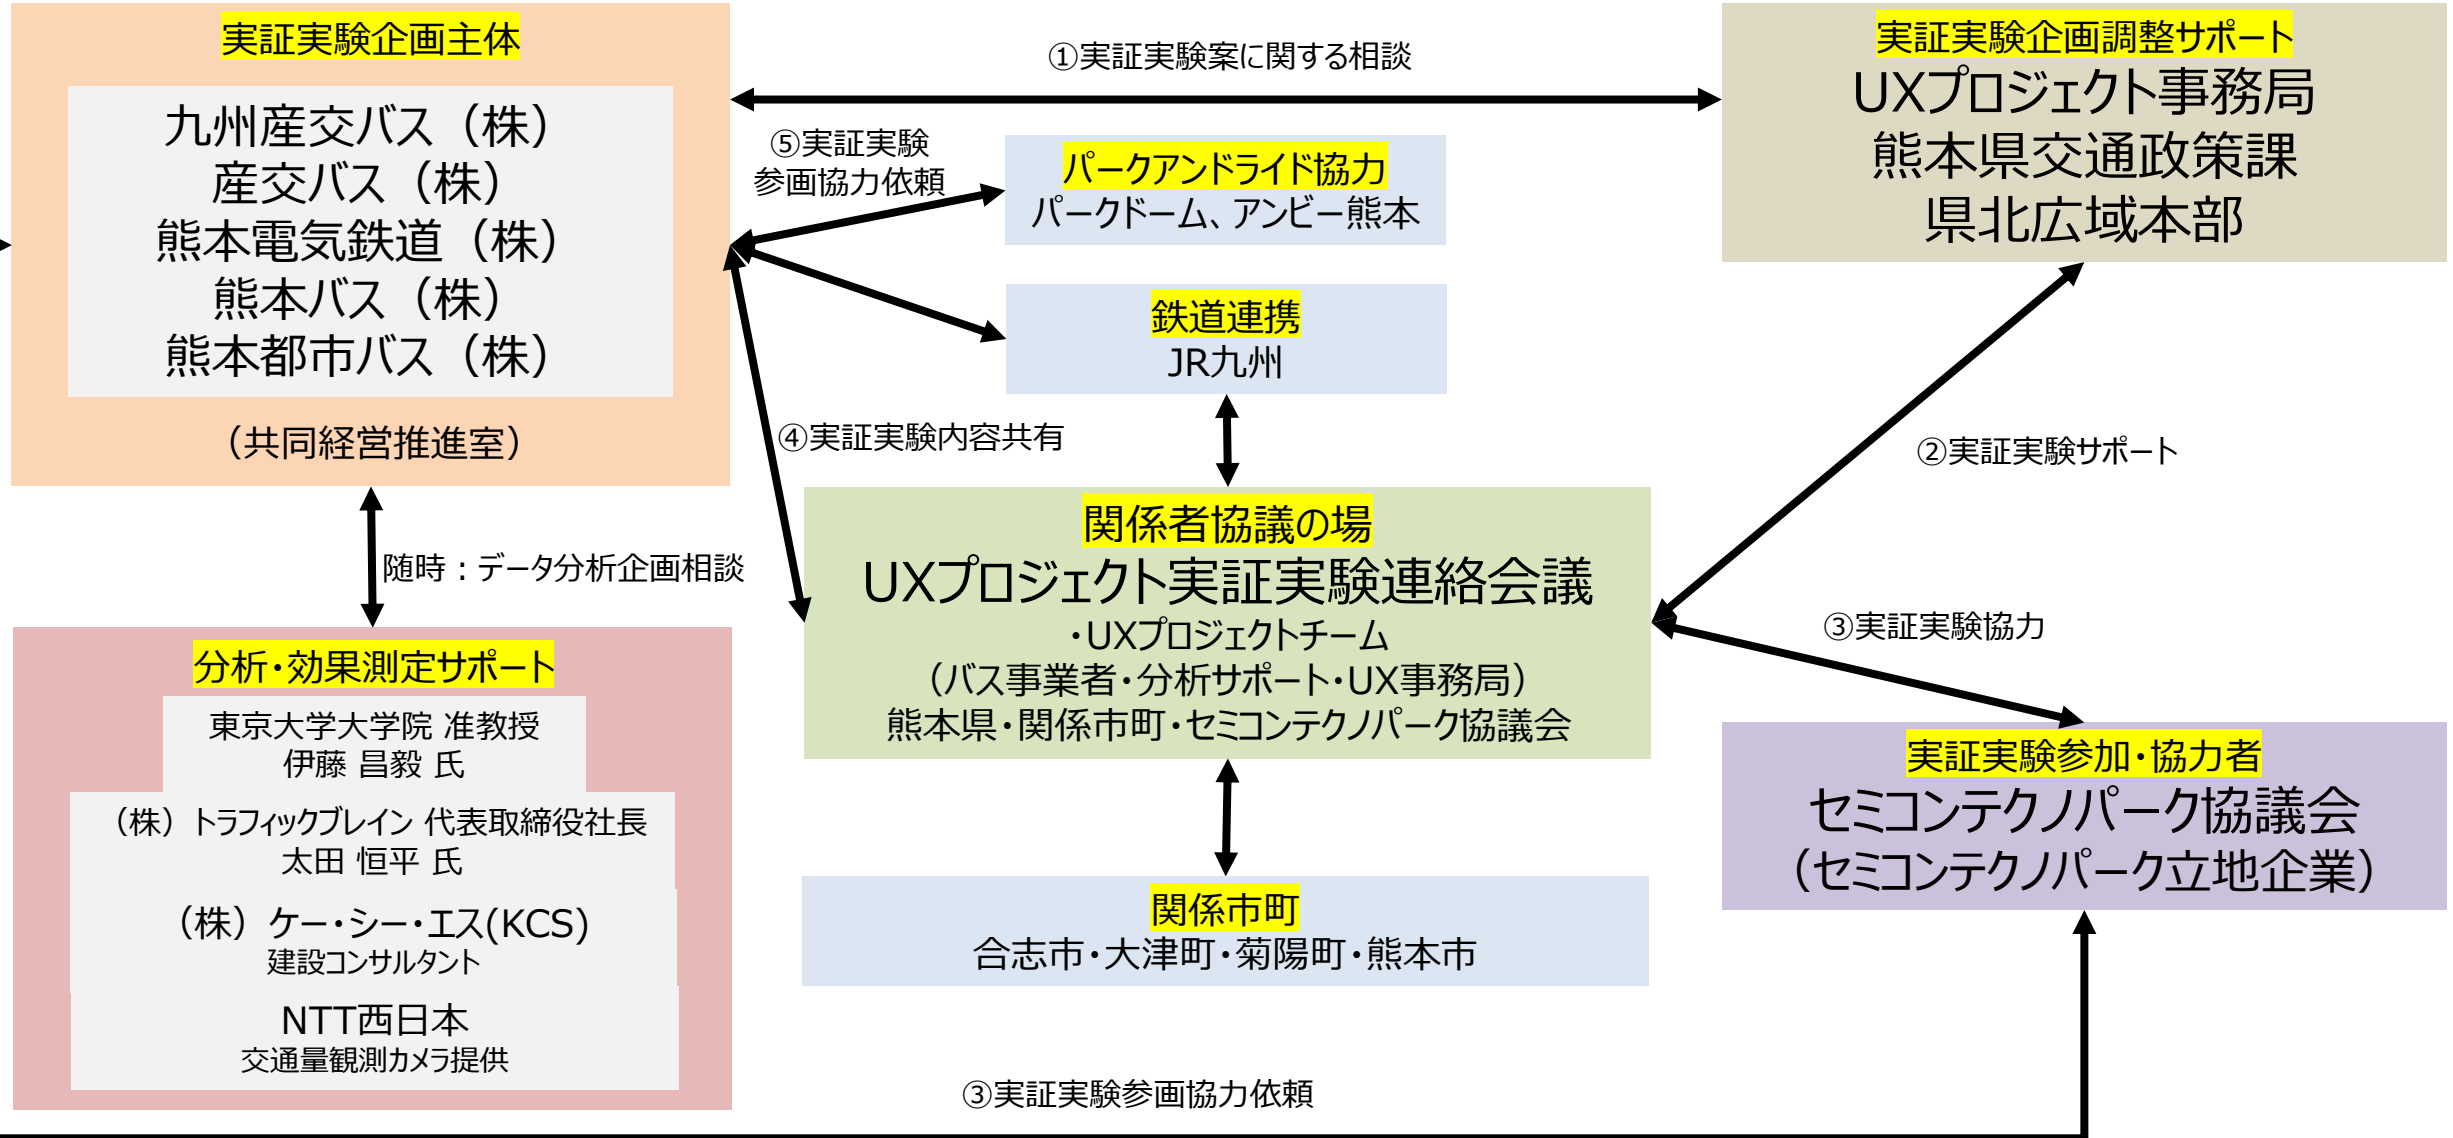 実証実験企画主体
九州産交バス（株）
産交バス（株）
熊本電気鉄道（株）
熊本バス（株）
熊本都市バス（株）
（共同経営推進室）
①実証実験案に関する相談
実証実験企画調整サポート
UXプロジェクト事務局
熊本県交通政策課
県北広域本部
⑤実証実験
参画協力依頼
パークアンドライド協力
パークドーム、アンビー熊本
鉄道連携
JR九州
④実証実験内容共有
②実証実験サポート
関係者協議の場
UXプロジェクト実証実験連絡会議
・UXプロジェクトチーム
（バス事業者・分析サポート・UX事務局）
熊本県・関係市町・セミコンテクノパーク協議会
③実証実験協力
随時：データ分析企画相談
分析・効果測定サポート
東京大学大学院 准教授
伊藤 昌毅 氏
（株）トラフィックブレイン 代表取締役社長
太田 恒平 氏
（株）ケー・シー・エス(KCS)
建設コンサルタント
NTT西日本
交通量観測カメラ提供
関係市町
合志市・大津町・菊陽町・熊本市
実証実験参加・協力者
セミコンテクノパーク協議会
（セミコンテクノパーク立地企業）
③実証実験参画協力依頼